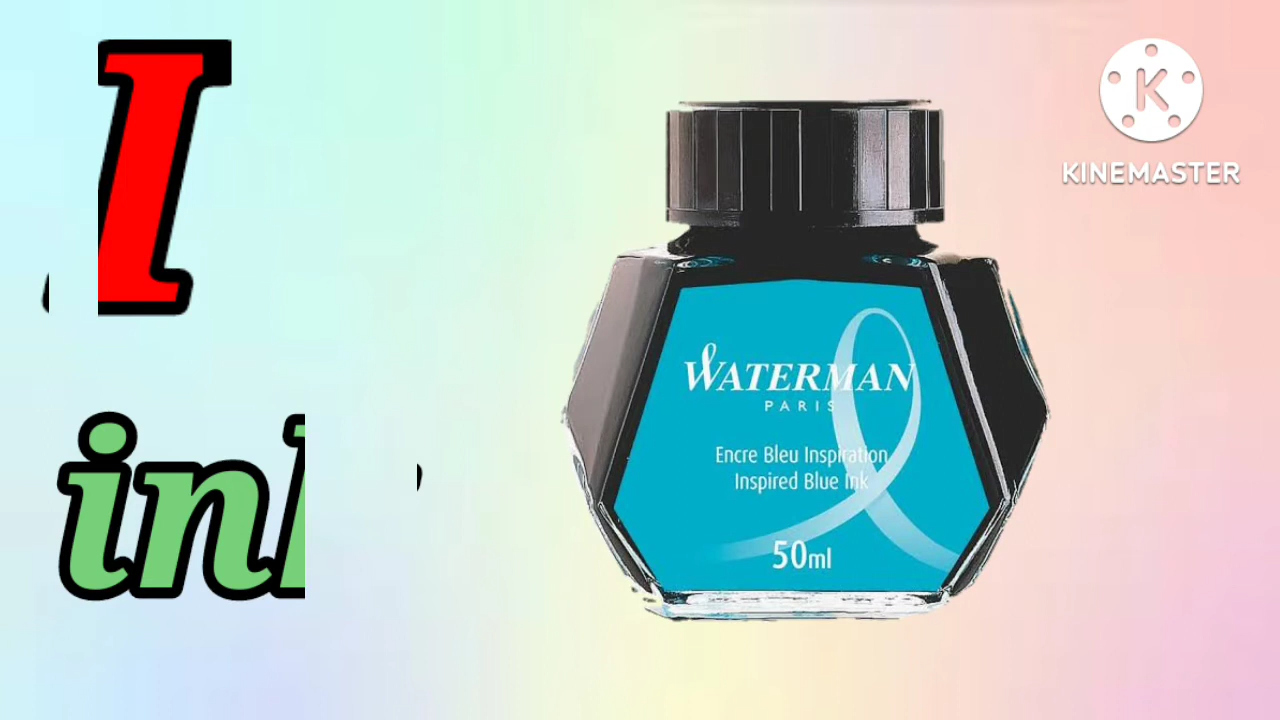 I
KINEMASTER
WATERMAN
PARIS
Encre Bleu Inspiration
Inspired Blue Ink
50ml